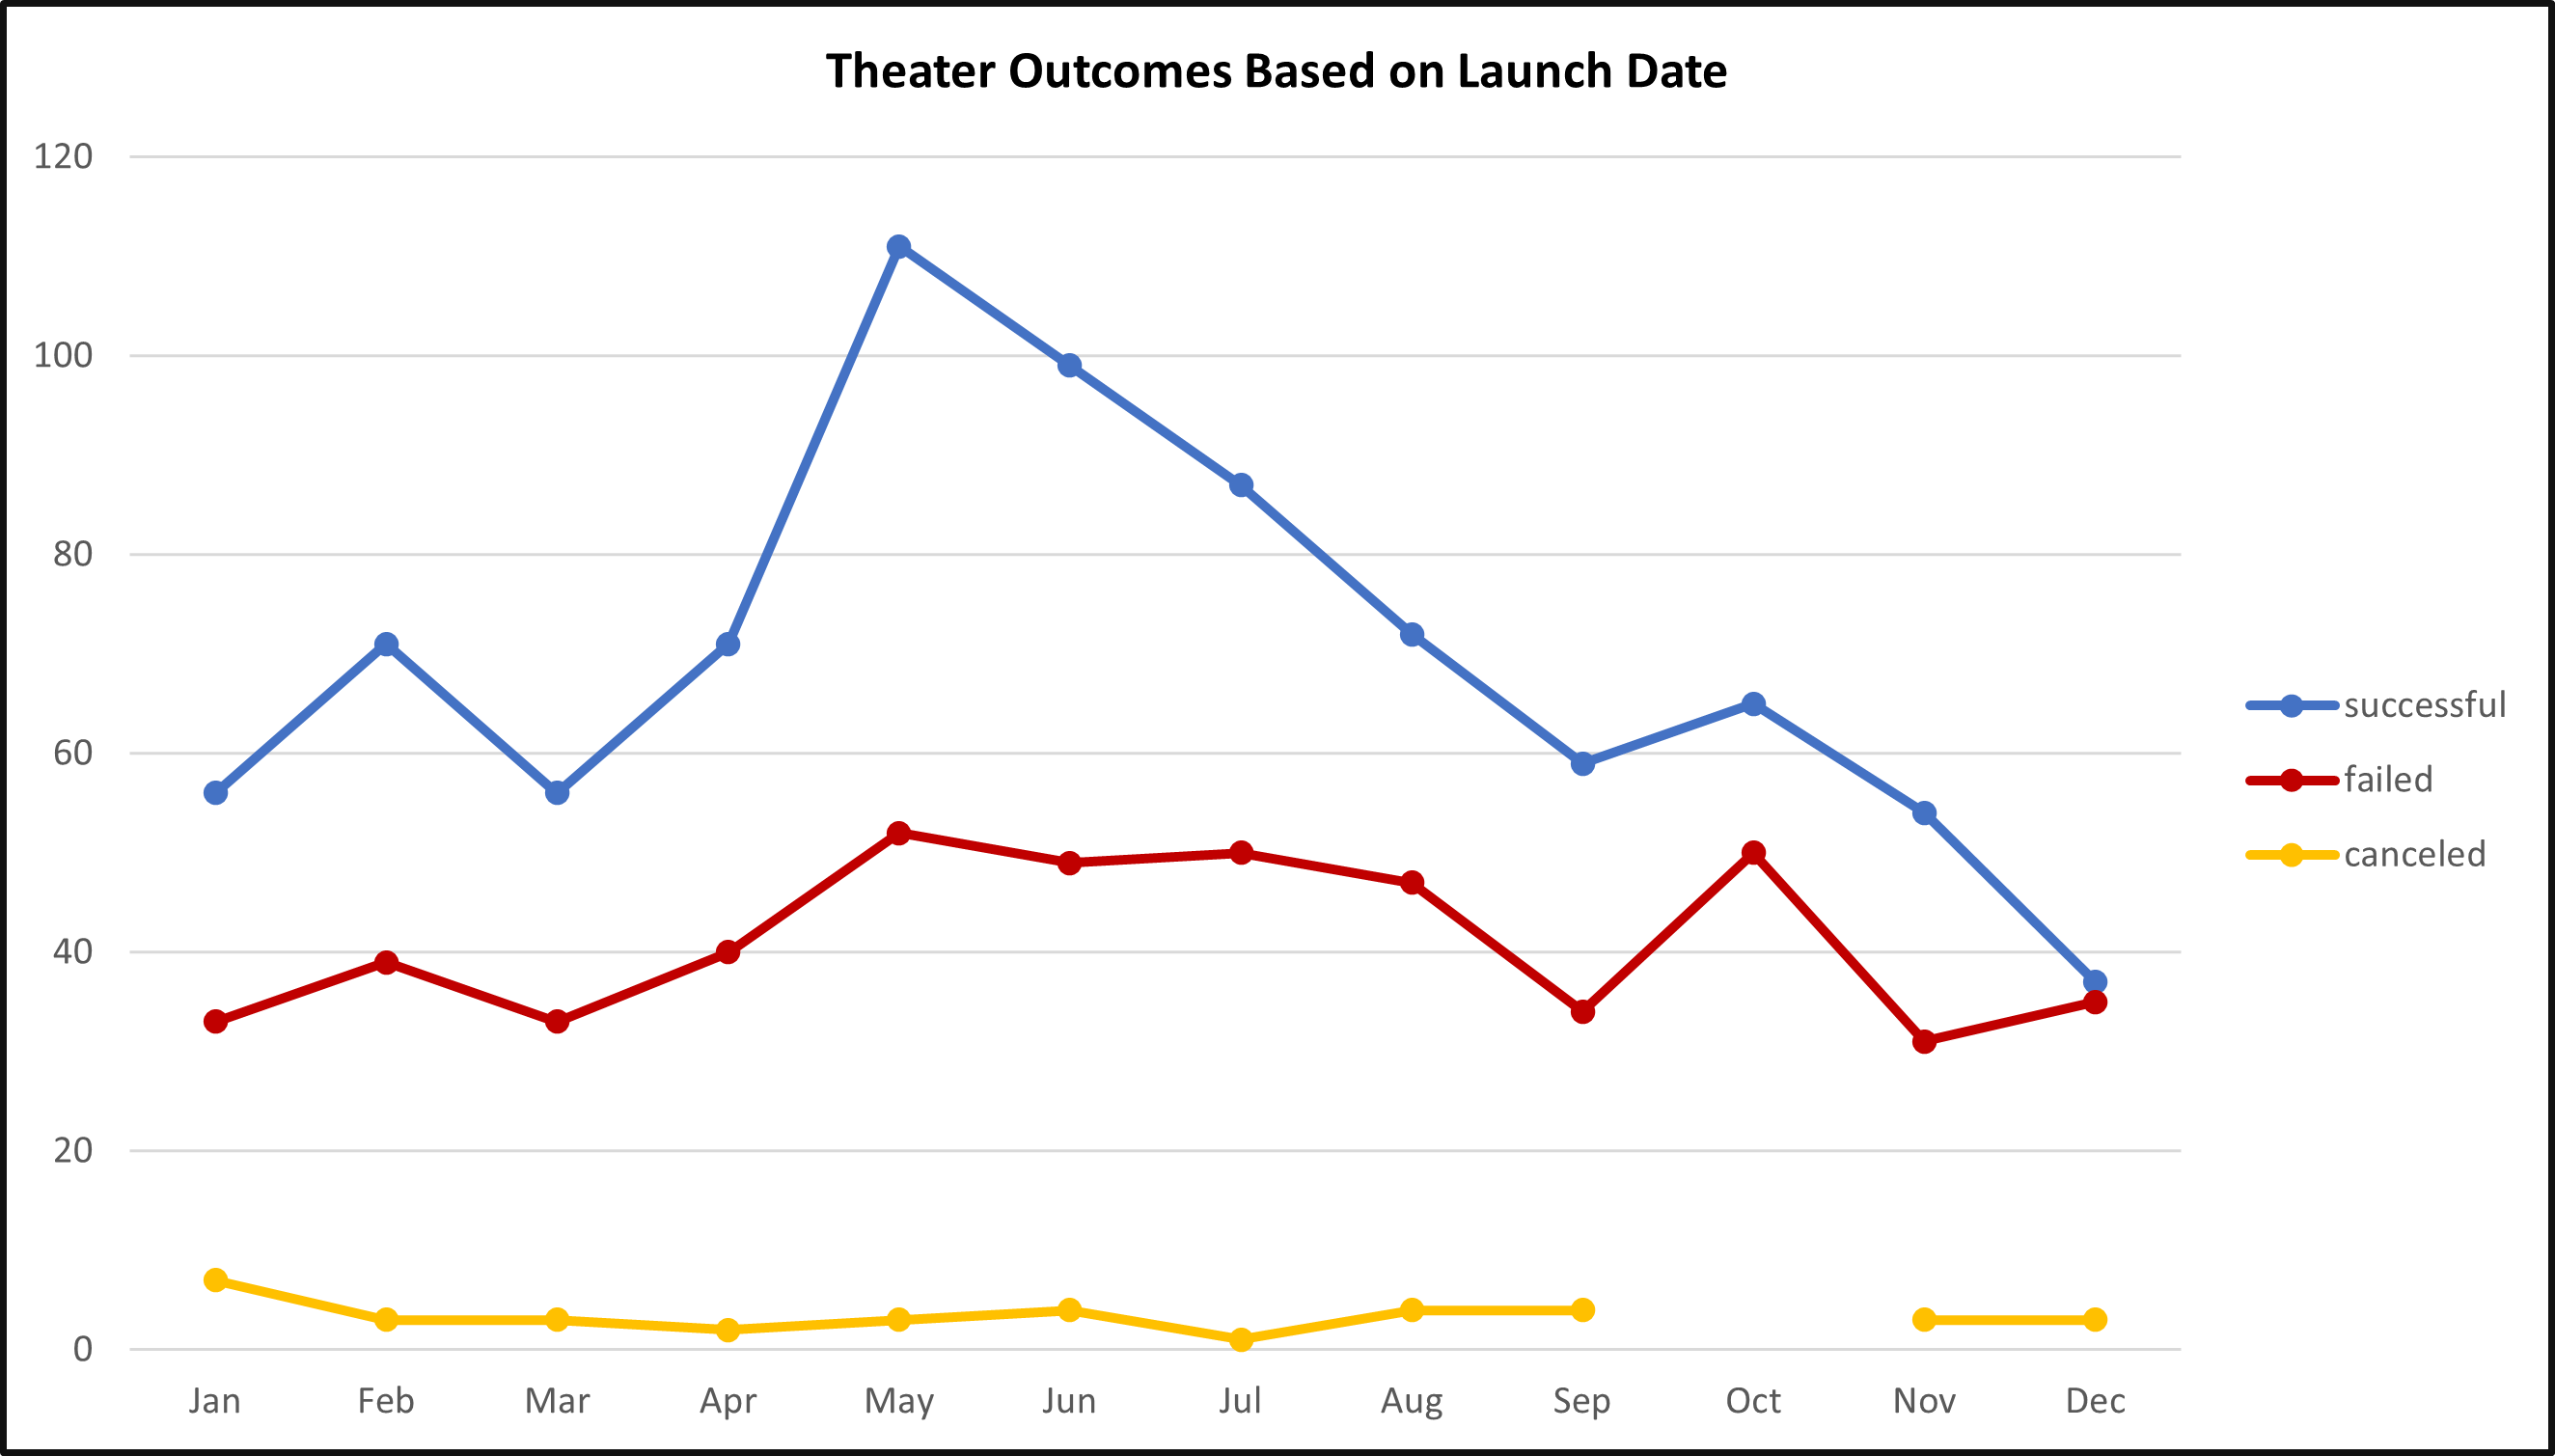 Theater Outcomes Based on Launch Date
120
100
80
60
40
20
0
Jan Feb Mar Apr May Jun Jul Aug Sep Oct Nov Dec
successful
failed
canceled